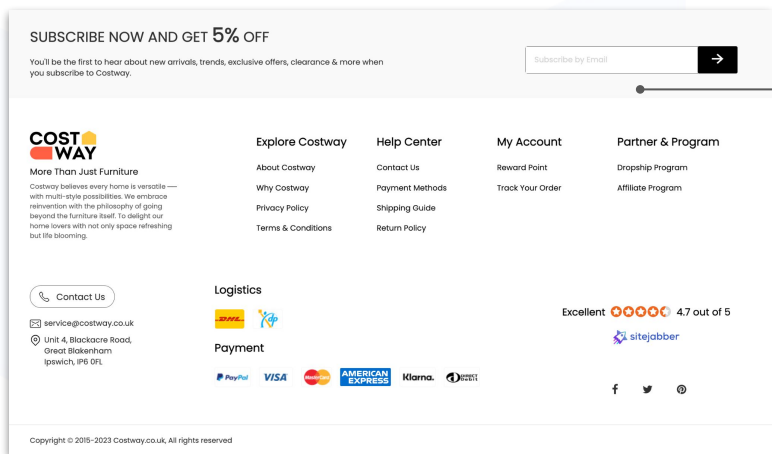 SUBSCRIBE NOW AND GET 5% OFF
You'll be the first to hear about new arrivals, trends, exclusive offers, clearance & more when
you subscribe to Costway.
Subscribe by Email
COST
WAY
More Than Just Furniture
Costway believes every home is versatile —
with multi-style possibilities. We embrace
reinvention with the philosophy of going
beyond the furniture itself. To delight our
home lovers with not only space refreshing
but life blooming.
Explore Costway
About Costway
Why Costway
Privacy Policy
Terms & Conditions
Help Center
Contact Us
Payment Methods
Shipping Guide
Return Policy
My Account
Reward Point
Track Your Order
Partner & Program
Dropship Program
Affiliate Program
Contact Us
service@costway.co.uk
Unit 4, Blackacre Road,
Great Blakenham
Ipswich, IP6 0FL
Logistics
DHL
dp
Payment
PayPal
VISA
MasterCard
AMERICAN
EXPRESS
Klarna.
DIRECT
Debit
Excellent 4.7 out of 5
sitejabber
Copyright © 2015-2023 Costway.co.uk, All rights reserved